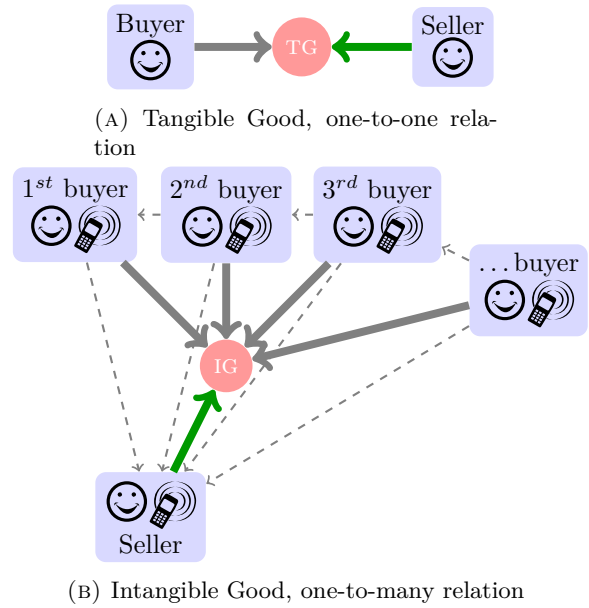 Buyer
TG
Seller
(A) Tangible Good, one-to-one rela-
tion
1st buyer
2nd buyer
3rd buyer
...buyer
IG
Seller
(B) Intangible Good, one-to-many relation